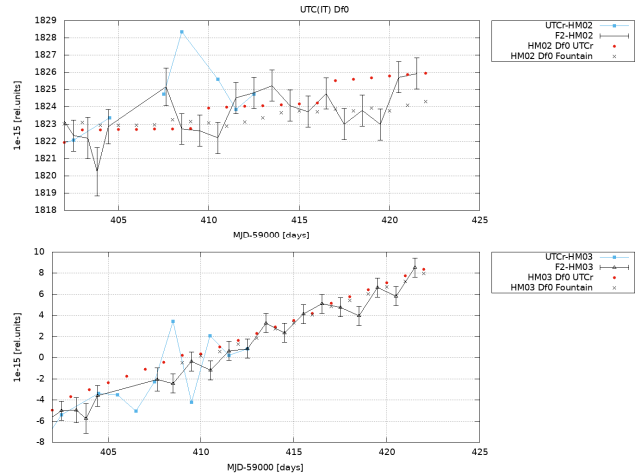 UTC(IT) Df0
1829
1828
1827
1826
1825
1824
1823
1822
1821
1820
1819
1818
1e-15 [rel.units]
405
410
415
420
425
MJD-59000 [days]
UTCr-HM02
F2-HM02
HM02 Df0 UTCr
HM02 Df0 Fountain
10
8
6
4
2
0
-2
-4
-6
-8
1e-15 [rel.units]
405
410
415
420
425
MJD-59000 [days]
UTCr-HM03
F2-HM03
HM03 Df0 UTCr
HM03 Df0 Fountain